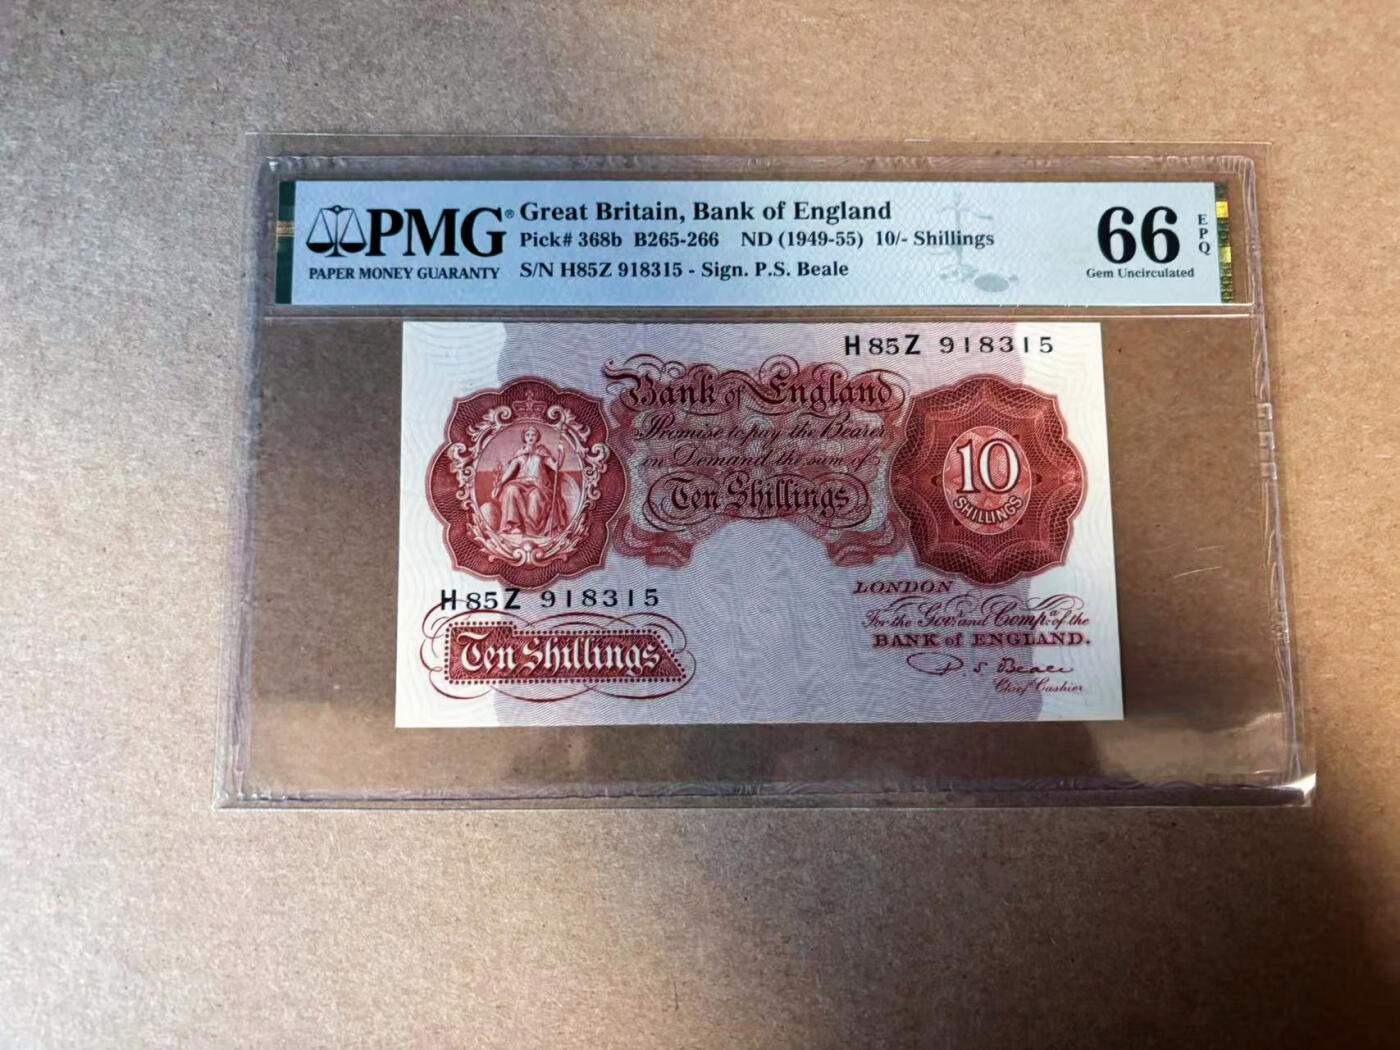 PMG®
PAPER MONEY GUARANTY
Great Britain, Bank of England
Pick# 368b B265-266 ND (1949-55) 10/- Shillings
S/N H85Z 918315 - Sign. P.S. Beale
66
Gem Uncirculated
EPQ
H85Z 918315
Bank of England
Promise to pay the Bearer
on Demand the sum of
Ten Shillings
10
SHILLINGS
H85Z 918315
Ten Shillings
LONDON
For the Govr. and Compa. of the
BANK of ENGLAND.
P. S. Beale
Chief Cashier